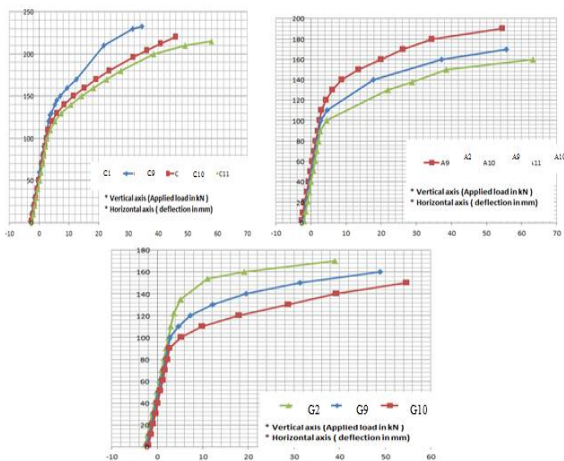 250
200
150
100
50
0
-10 0 10 20 30 40 50 60 70
C1 C9 C C10 C11
* Vertical axis (Applied load in kN)
* Horizontal axis ( deflection in mm)
200
180
160
140
120
100
80
60
40
20
0
-10 0 10 20 30 40 50 60 70
A2 A9 A10
A9 A10 A11
* Vertical axis (Applied load in kN)
* Horizontal axis ( deflection in mm)
180
160
140
120
100
80
60
40
20
0
-10 0 10 20 30 40 50 60
G2 G9 G10
* Vertical axis (Applied load in kN)
* Horizontal axis ( deflection in mm)